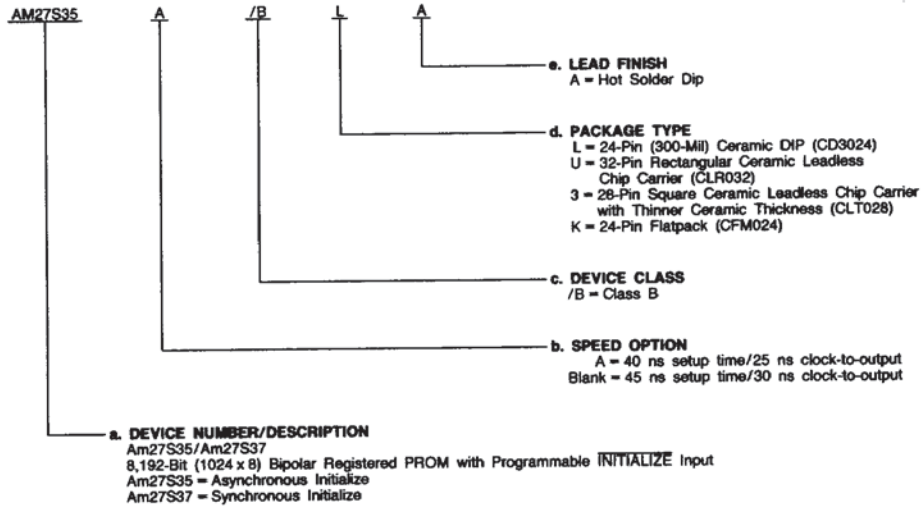 AM27S35 A /B L A
e. LEAD FINISH
A = Hot Solder Dip
d. PACKAGE TYPE
L = 24-Pin (300-Mil) Ceramic DIP (CD3024)
U = 32-Pin Rectangular Ceramic Leadless
Chip Carrier (CLR032)
3 = 28-Pin Square Ceramic Leadless Chip Carrier
with Thinner Ceramic Thickness (CLT028)
K = 24-Pin Flatpack (CFM024)
c. DEVICE CLASS
/B = Class B
b. SPEED OPTION
A = 40 ns setup time/25 ns clock-to-output
Blank = 45 ns setup time/30 ns clock-to-output
a. DEVICE NUMBER/DESCRIPTION
Am27S35/Am27S37
8,192-Bit (1024 x 8) Bipolar Registered PROM with Programmable INITIALIZE Input
Am27S35 = Asynchronous Initialize
Am27S37 = Synchronous Initialize